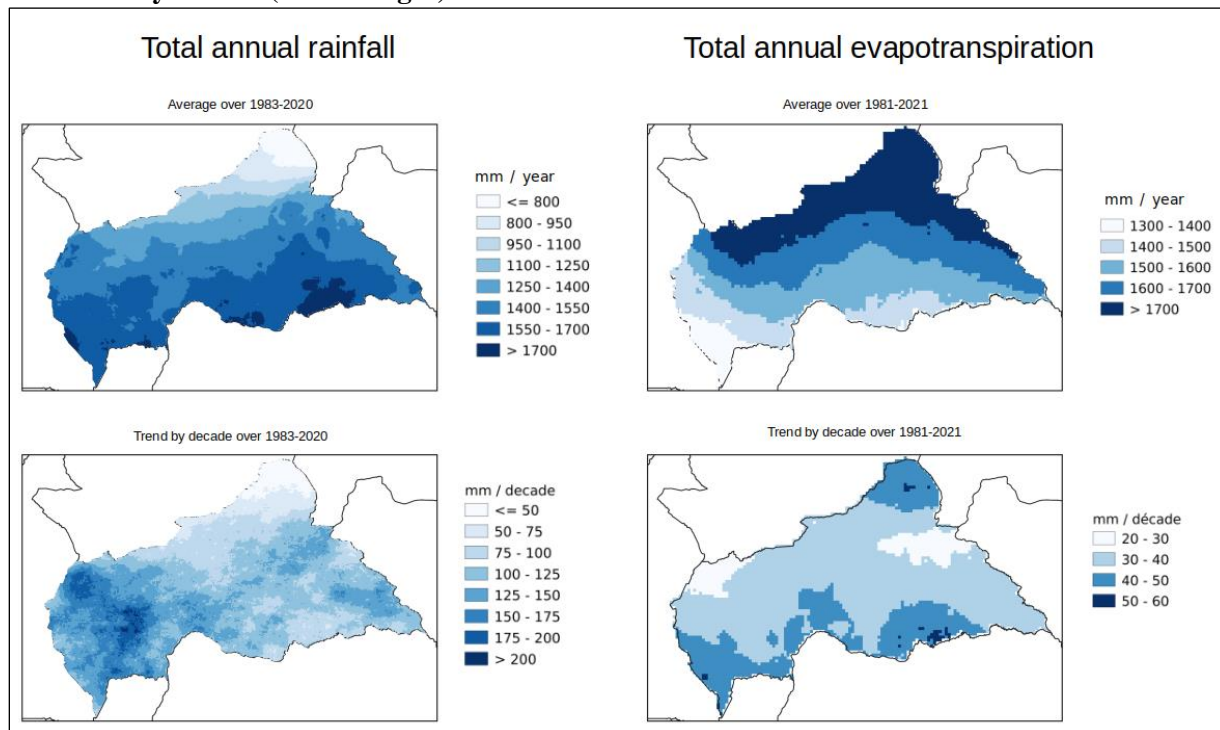 Total annual rainfall
Total annual evapotranspiration
Average over 1983-2020
Average over 1981-2021
mm / year
<= 800
800 - 950
950 - 1100
1100 - 1250
1250 - 1400
1400 - 1550
1550 - 1700
> 1700
mm / year
1300 - 1400
1400 - 1500
1500 - 1600
1600 - 1700
> 1700
Trend by decade over 1983-2020
Trend by decade over 1981-2021
mm / decade
<= 50
50 - 75
75 - 100
100 - 125
125 - 150
150 - 175
175 - 200
> 200
mm / décade
20 - 30
30 - 40
40 - 50
50 - 60